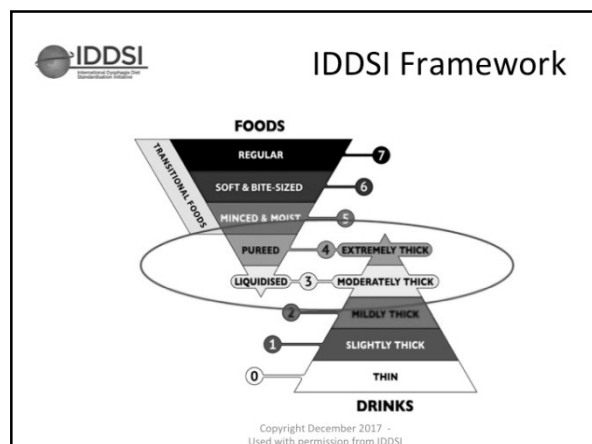 IDDSI
International Dysphagia Diet
Standardisation Initiative
IDDSI Framework
FOODS
TRANSITIONAL FOODS
REGULAR 7
SOFT & BITE-SIZED 6
MINCED & MOIST 5
PUREED 4 EXTREMELY THICK
LIQUIDISED 3 MODERATELY THICK
2 MILDLY THICK
1 SLIGHTLY THICK
0 THIN
DRINKS
Copyright December 2017 -
Used with permission from IDDSI